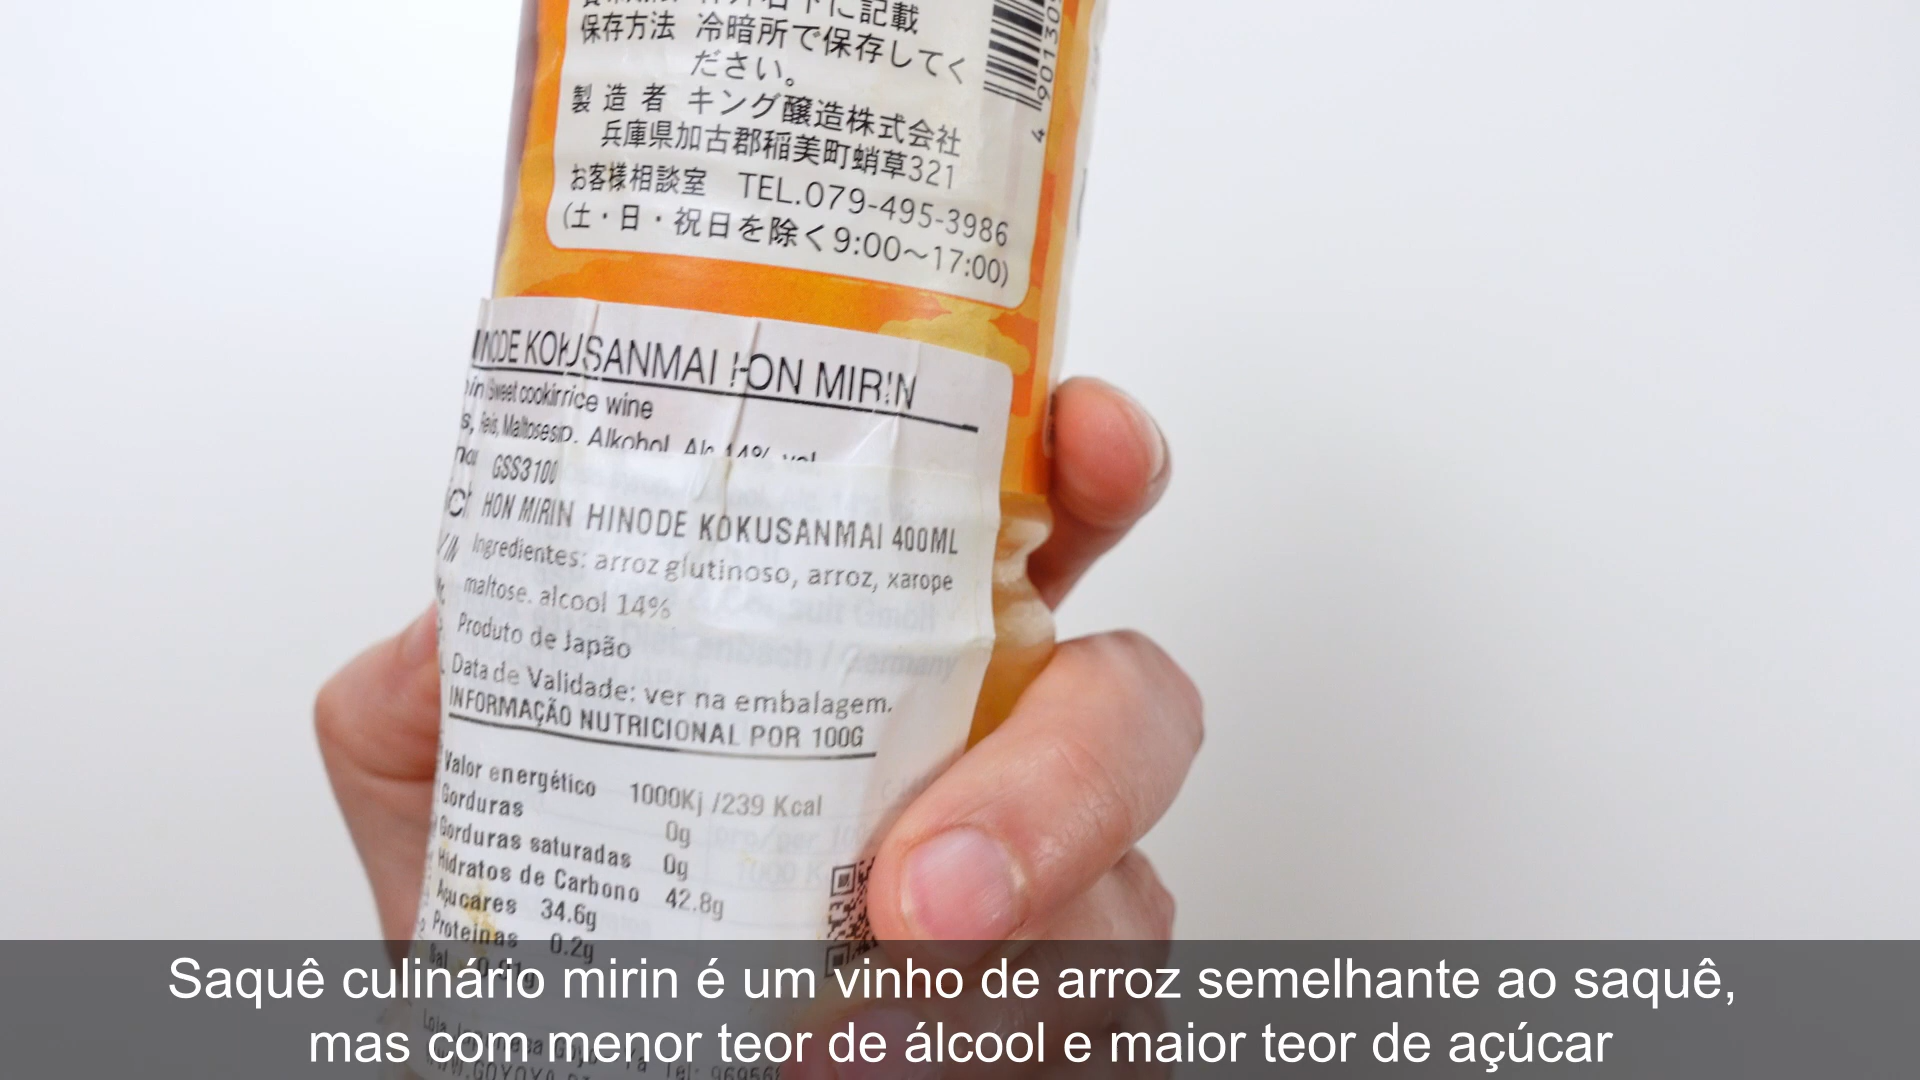 に記載
保存方法 冷暗所で保存してく
ださい。
製造者 キング醸造株式会社
兵庫県加古郡稲美町蛸草321
お客様相談室 TEL.079-495-3986
(土・日・祝日を除く9:00〜17:00)
KOKUSANMAI HON MIRIN
Sweet rice wine
Alkohol
GSS3100
HON MIRIN HINODE KOKUSANMAI 400ML
Ingredientes: arroz glutinoso, arroz, xarope
maltose. alcool 14%
Produto de Japão
Data de Validade: ver na embalagem.
INFORMAÇÃO NUTRICIONAL POR 100G
Valor energético 1000Kj /239 Kcal
Gorduras 0g
Gorduras saturadas 0g
Hidratos de Carbono 42.8g
Açucares 34.6g
Proteinas 0.2g
Saquê culinário mirin é um vinho de arroz semelhante ao saquê,
mas com menor teor de álcool e maior teor de açúcar